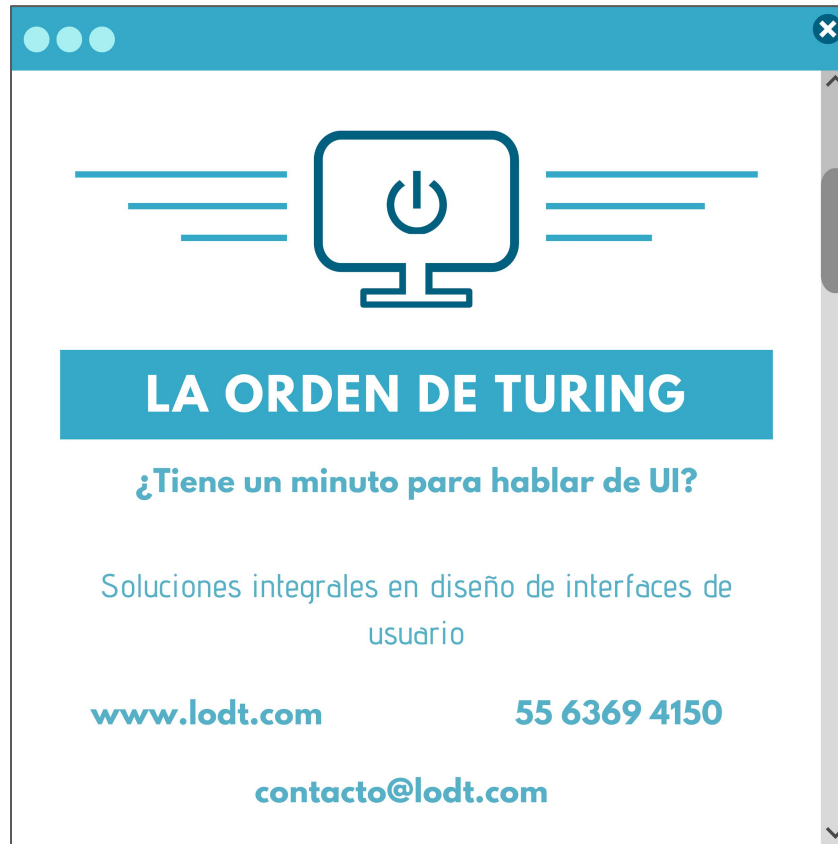 LA ORDEN DE TURING
¿Tiene un minuto para hablar de UI?
Soluciones integrales en diseño de interfaces de
usuario
www.lodt.com
55 6369 4150
contacto@lodt.com